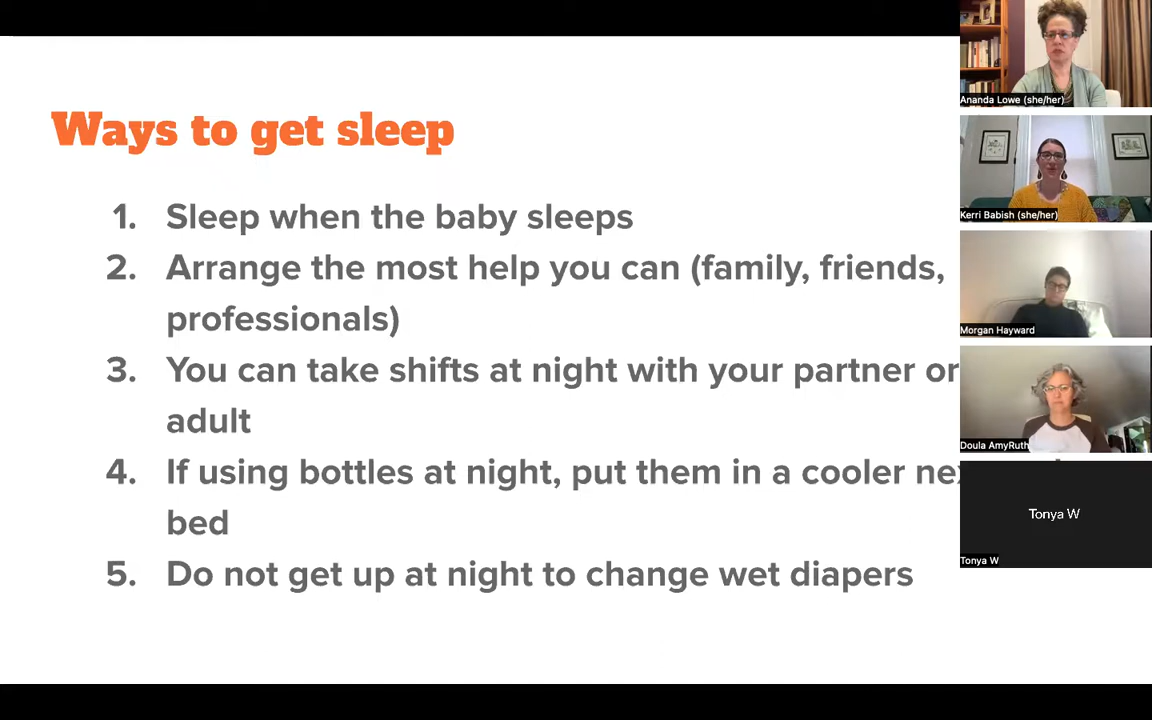 Ways to get sleep
1. Sleep when the baby sleeps
2. Arrange the most help you can (family, friends,
professionals)
3. You can take shifts at night with your partner or
adult
4. If using bottles at night, put them in a cooler
bed
5. Do not get up at night to change wet diapers
Ananda Lowe (she/her)
Kerri Babish (she/her)
Morgan Hayward
Doula AmyRuth
Tonya W
Tonya W